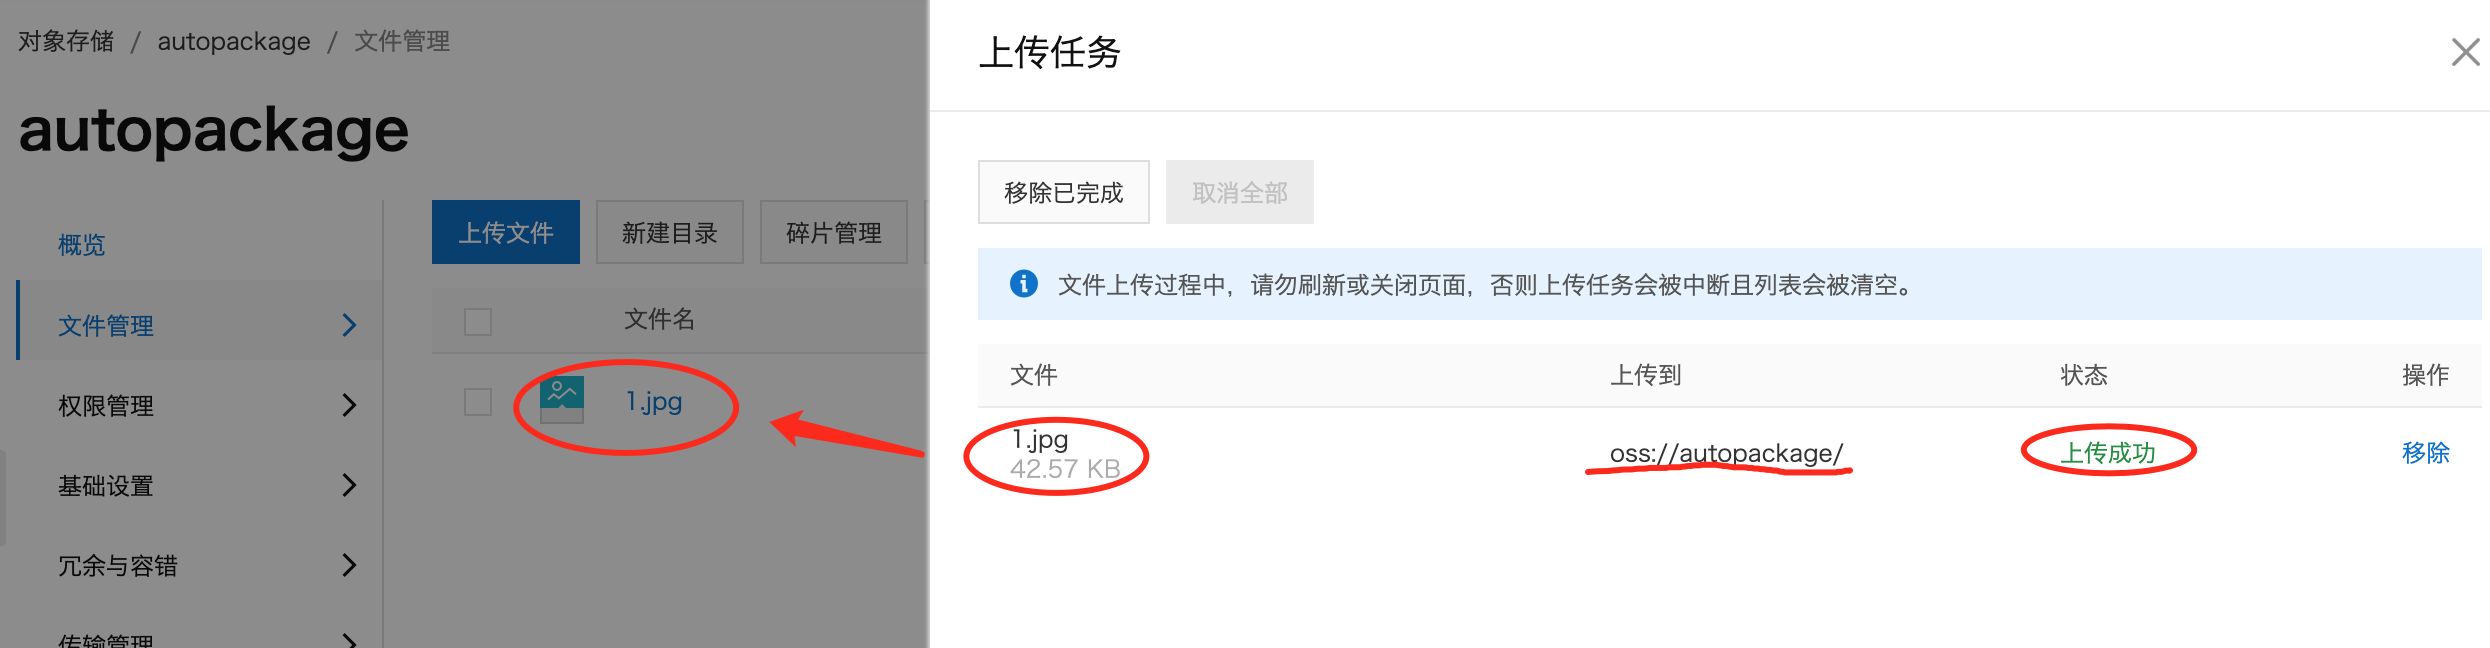 对象存储 / autopackage / 文件管理
autopackage
概览
文件管理
权限管理
基础设置
冗余与容错
传输管理
上传文件 新建目录 碎片管理
文件名
1.jpg
上传任务
移除已完成 取消全部
文件上传过程中，请勿刷新或关闭页面，否则上传任务会被中断且列表会被清空。
文件 上传到 状态 操作
1.jpg
42.57 KB
oss://autopackage/ 上传成功 移除